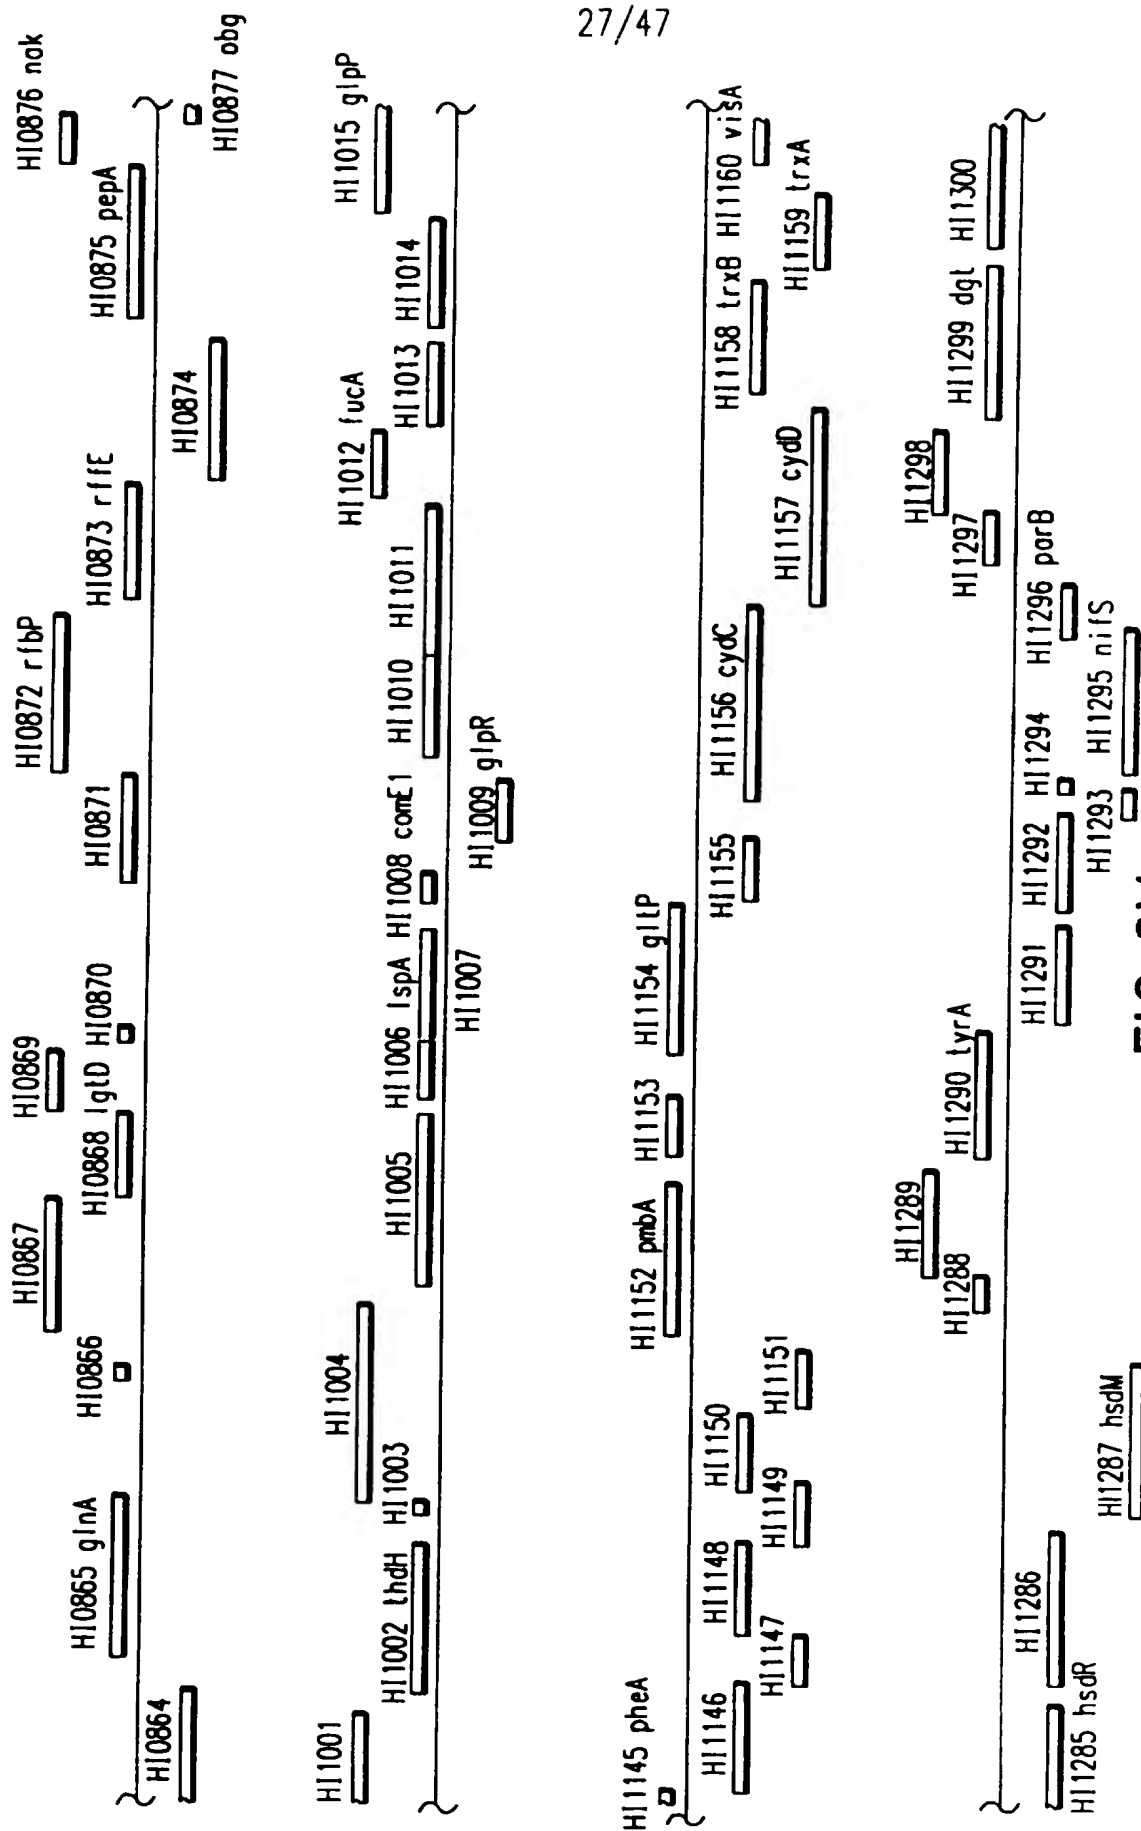 27/47
HI0864
HI0865 glnA
HI0866
HI0867
HI0868 lgtD
HI0869
HI0870
HI0871
HI0872 rfbP
HI0873 rffE
HI0874
HI0875 pepA
HI0876 nak
HI0877 obg
HI1001
HI1002 thdH
HI1003
HI1004
HI1005
HI1006 lspA
HI1007
HI1008 comE1
HI1009 glpR
HI1010
HI1011
HI1012 fucA
HI1013
HI1014
HI1015 glpP
HI1145 pheA
HI1146
HI1147
HI1148
HI1149
HI1150
HI1151
HI1152 pmbA
HI1153
HI1154 gltP
HI1155
HI1156 cydC
HI1157 cydD
HI1158 trxB
HI1159 trxA
HI1160 visA
HI1285 hsdR
HI1286
HI1287 hsdM
HI1288
HI1289
HI1290 tyrA
HI1291
HI1292
HI1293
HI1294
HI1295 nifS
HI1296 parB
HI1297
HI1298
HI1299 dgt
HI1300